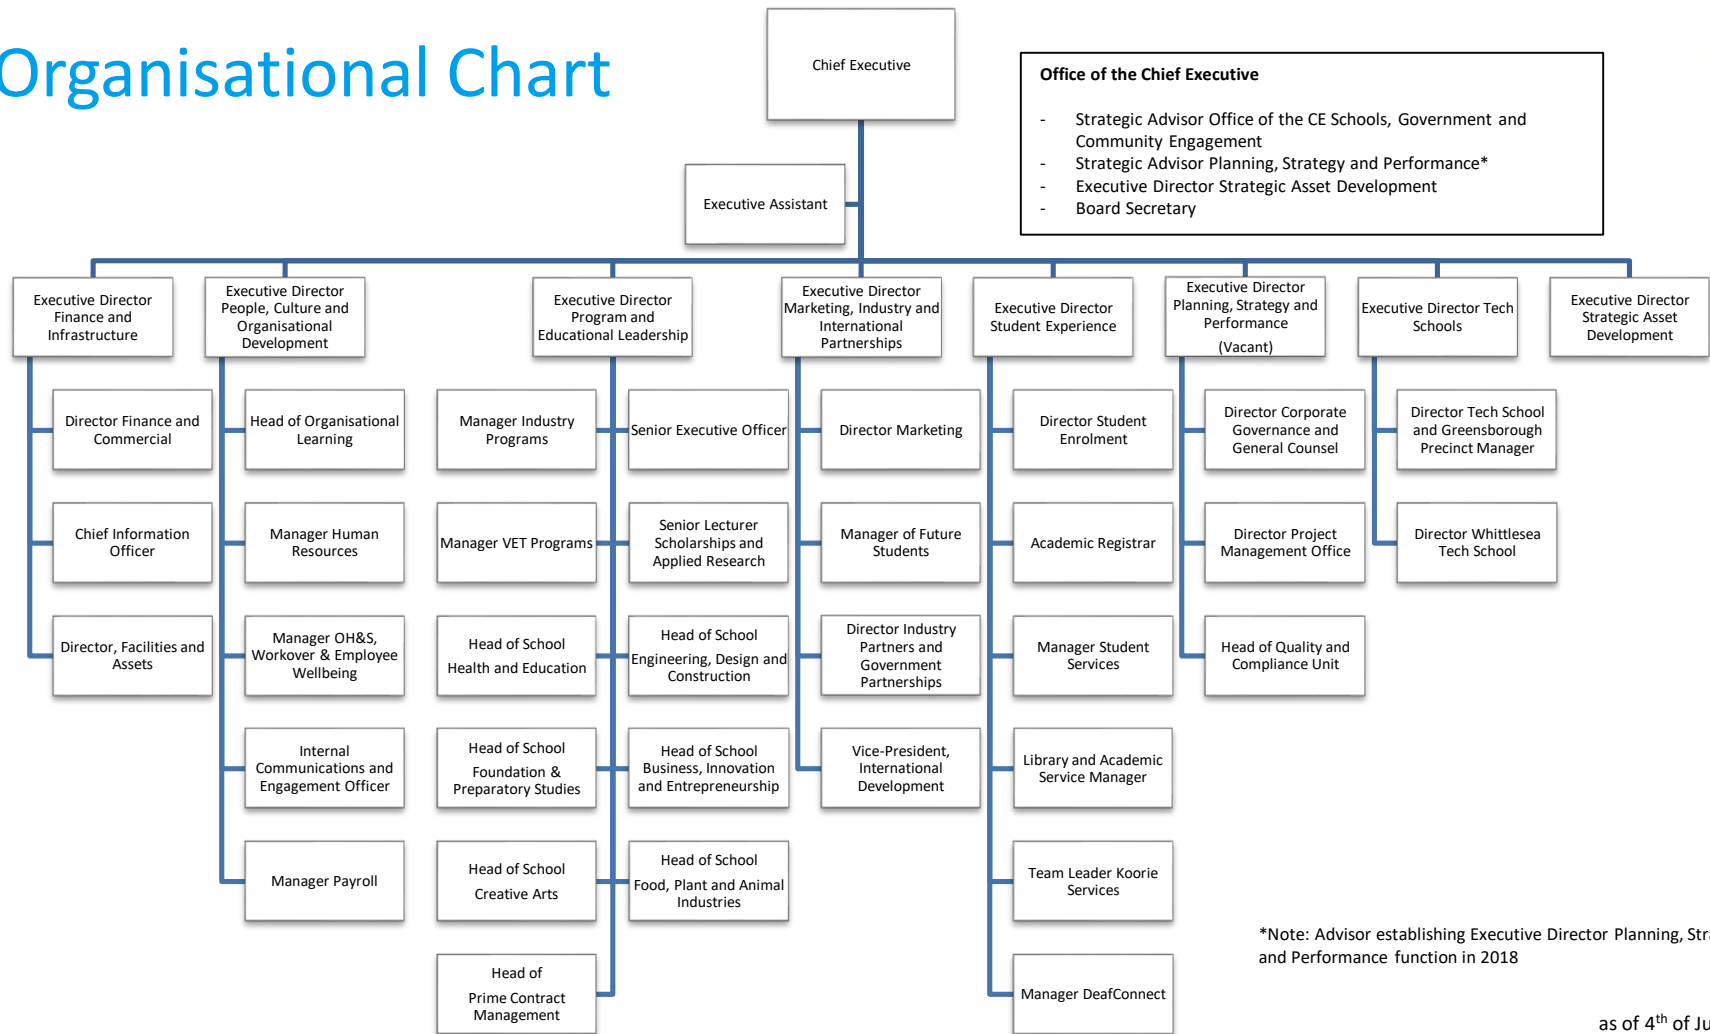 Organisational Chart
Chief Executive
Office of the Chief Executive
- Strategic Advisor Office of the CE Schools, Government and
Community Engagement
- Strategic Advisor Planning, Strategy and Performance*
- Executive Director Strategic Asset Development
- Board Secretary
Executive Assistant
Executive Director
Finance and
Infrastructure
Executive Director
People, Culture and
Organisational
Development
Executive Director
Program and
Educational Leadership
Executive Director
Marketing, Industry and
International
Partnerships
Executive Director
Student Experience
Executive Director
Planning, Strategy and
Performance
(Vacant)
Executive Director Tech
Schools
Executive Director
Strategic Asset
Development
Director Finance and
Commercial
Head of Organisational
Learning
Manager Industry
Programs
Senior Executive Officer
Director Marketing
Director Student
Enrolment
Director Corporate
Governance and
General Counsel
Director Tech School
and Greensborough
Precinct Manager
Chief Information
Officer
Manager Human
Resources
Manager VET Programs
Senior Lecturer
Scholarships and
Applied Research
Manager of Future
Students
Academic Registrar
Director Project
Management Office
Director Whittlesea
Tech School
Director, Facilities and
Assets
Manager OH&S,
Workover & Employee
Wellbeing
Head of School
Health and Education
Head of School
Engineering, Design and
Construction
Director Industry
Partners and
Government
Partnerships
Manager Student
Services
Head of Quality and
Compliance Unit
Internal
Communications and
Engagement Officer
Head of School
Foundation &
Preparatory Studies
Head of School
Business, Innovation
and Entrepreneurship
Vice-President,
International
Development
Library and Academic
Service Manager
Manager Payroll
Head of School
Creative Arts
Head of School
Food, Plant and Animal
Industries
Team Leader Koorie
Services
Head of
Prime Contract
Management
Manager DeafConnect
*Note: Advisor establishing Executive Director Planning,
and Performance function in 2018
as of 4th of